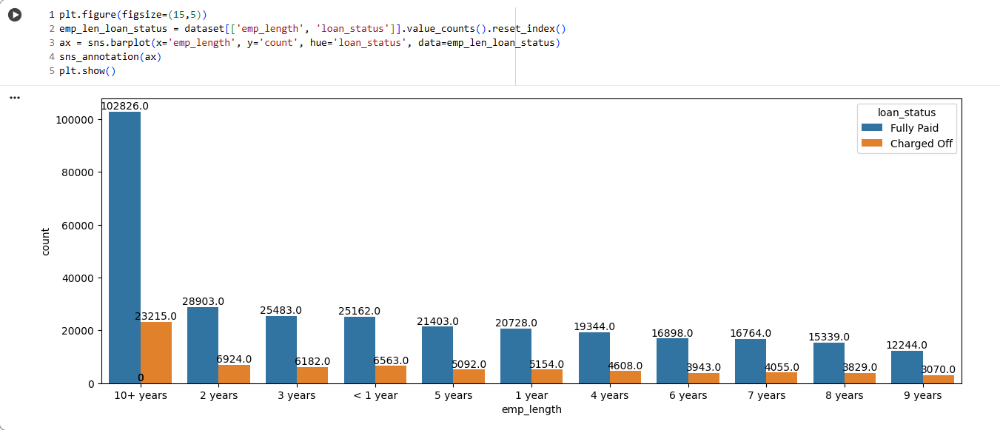 1 plt.figure(figsize=(15,5))
2 emp_len_loan_status = dataset[['emp_length', 'loan_status']].value_counts().reset_index()
3 ax = sns.barplot(x='emp_length', y='count', hue='loan_status', data=emp_len_loan_status)
4 sns_annotation(ax)
5 plt.show()
loan_status
Fully Paid
Charged Off
count
100000
80000
60000
40000
20000
0
102826.0
23215.0
0
28903.0
6924.0
25483.0
6182.0
25162.0
6563.0
21403.0
5092.0
20728.0
5154.0
19344.0
4608.0
16898.0
3943.0
16764.0
4055.0
15339.0
3829.0
12244.0
3070.0
10+ years 2 years 3 years < 1 year 5 years 1 year 4 years 6 years 7 years 8 years 9 years
emp_length